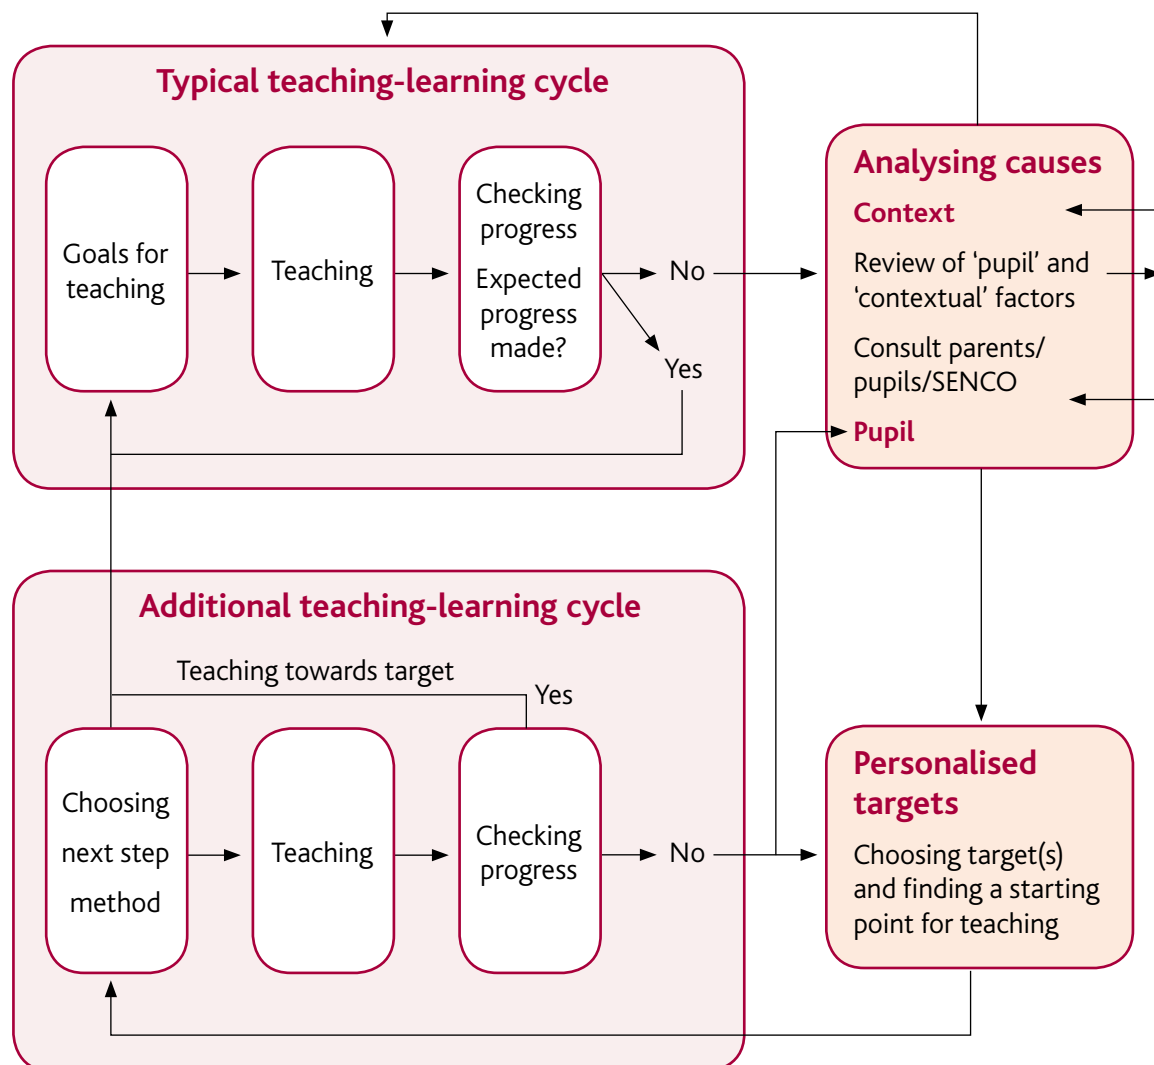 Typical teaching-learning cycle
Goals for
teaching
Teaching
Checking
progress
Expected
progress
made?
No
Yes
Analysing causes
Context
Review of ‘pupil’ and
‘contextual’ factors
Consult parents/
pupils/SENCO
Pupil
Additional teaching-learning cycle
Teaching towards target
Yes
Choosing
next step
method
Teaching
Checking
progress
No
Personalised
targets
Choosing target(s)
and finding a starting
point for teaching